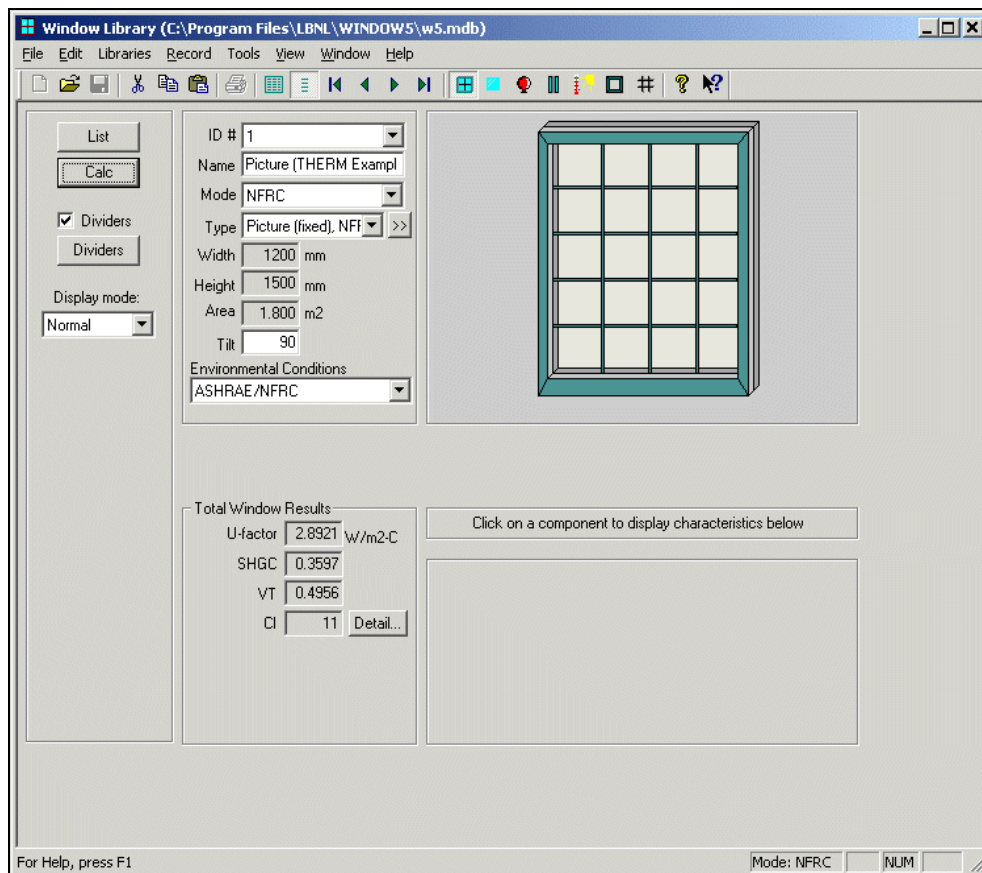 Window Library (C:\Program Files\LBNL\WINDOW5\w5.mdb)
File Edit Libraries Record Tools View Window Help
List
Calc
Dividers
Dividers
Display mode:
Normal
ID # 1
Name Picture (THERM Exampl
Mode NFRC
Type Picture (fixed), NFF >>
Width 1200 mm
Height 1500 mm
Area 1.800 m2
Tilt 90
Environmental Conditions
ASHRAE/NFRC
Total Window Results
U-factor 2.8921 W/m2-C
SHGC 0.3597
VT 0.4956
CI 11 Detail...
Click on a component to display characteristics below
For Help, press F1
Mode: NFRC NUM